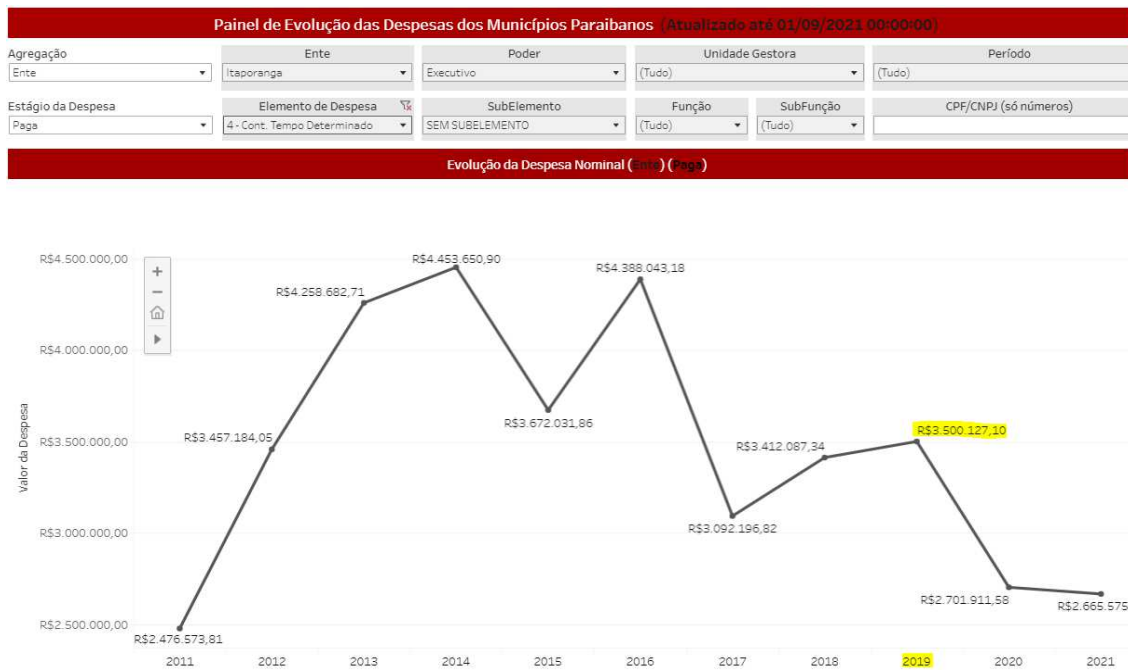 Painel de Evolução das Despesas dos Municípios Paraibanos (Atualizado até 01/09/2021 00:00:00)
Agregação Ente Poder Unidade Gestora Período
Ente Itaporanga Executivo (Tudo) (Tudo)
Estágio da Despesa Elemento de Despesa SubElemento Função SubFunção CPF/CNPJ (só números)
Paga 4 - Cont. Tempo Determinado SEM SUBELEMENTO (Tudo) (Tudo)
Evolução da Despesa Nominal (Ente) (Paga)
Valor da Despesa
R$4.500.000,00
R$4.000.000,00
R$3.500.000,00
R$3.000.000,00
R$2.500.000,00
R$2.476.573,81
R$3.457.184,05
R$4.258.682,71
R$4.453.650,90
R$3.672.031,86
R$4.388.043,18
R$3.092.196,82
R$3.412.087,34
R$3.500.127,10
R$2.701.911,58
R$2.665.575
2011 2012 2013 2014 2015 2016 2017 2018 2019 2020 2021